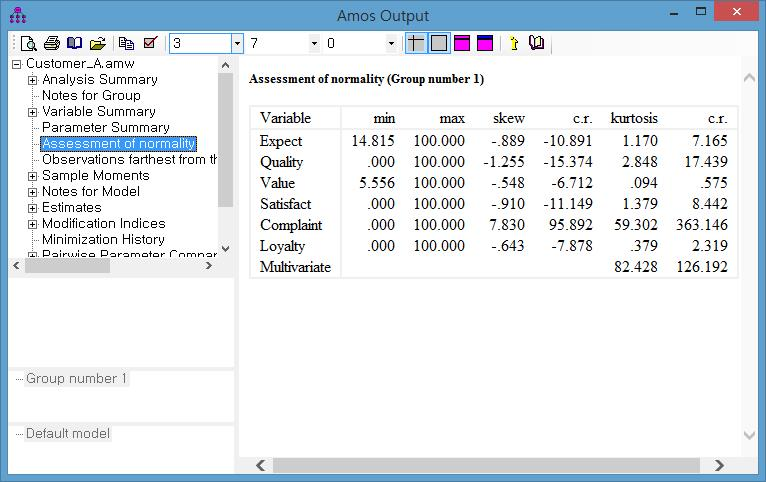 Amos Output
3 7 0
Customer_A.amw
Analysis Summary
Notes for Group
Variable Summary
Parameter Summary
Assessment of normality
Observations farthest from th
Sample Moments
Notes for Model
Estimates
Modification Indices
Minimization History
Pairwise Parameter Compar
Group number 1
Default model
Assessment of normality (Group number 1)
Variable min max skew c.r. kurtosis c.r.
Expect 14.815 100.000 -.889 -10.891 1.170 7.165
Quality .000 100.000 -1.255 -15.374 2.848 17.439
Value 5.556 100.000 -.548 -6.712 .094 .575
Satisfact .000 100.000 -.910 -11.149 1.379 8.442
Complaint .000 100.000 7.830 95.892 59.302 363.146
Loyalty .000 100.000 -.643 -7.878 .379 2.319
Multivariate 82.428 126.192